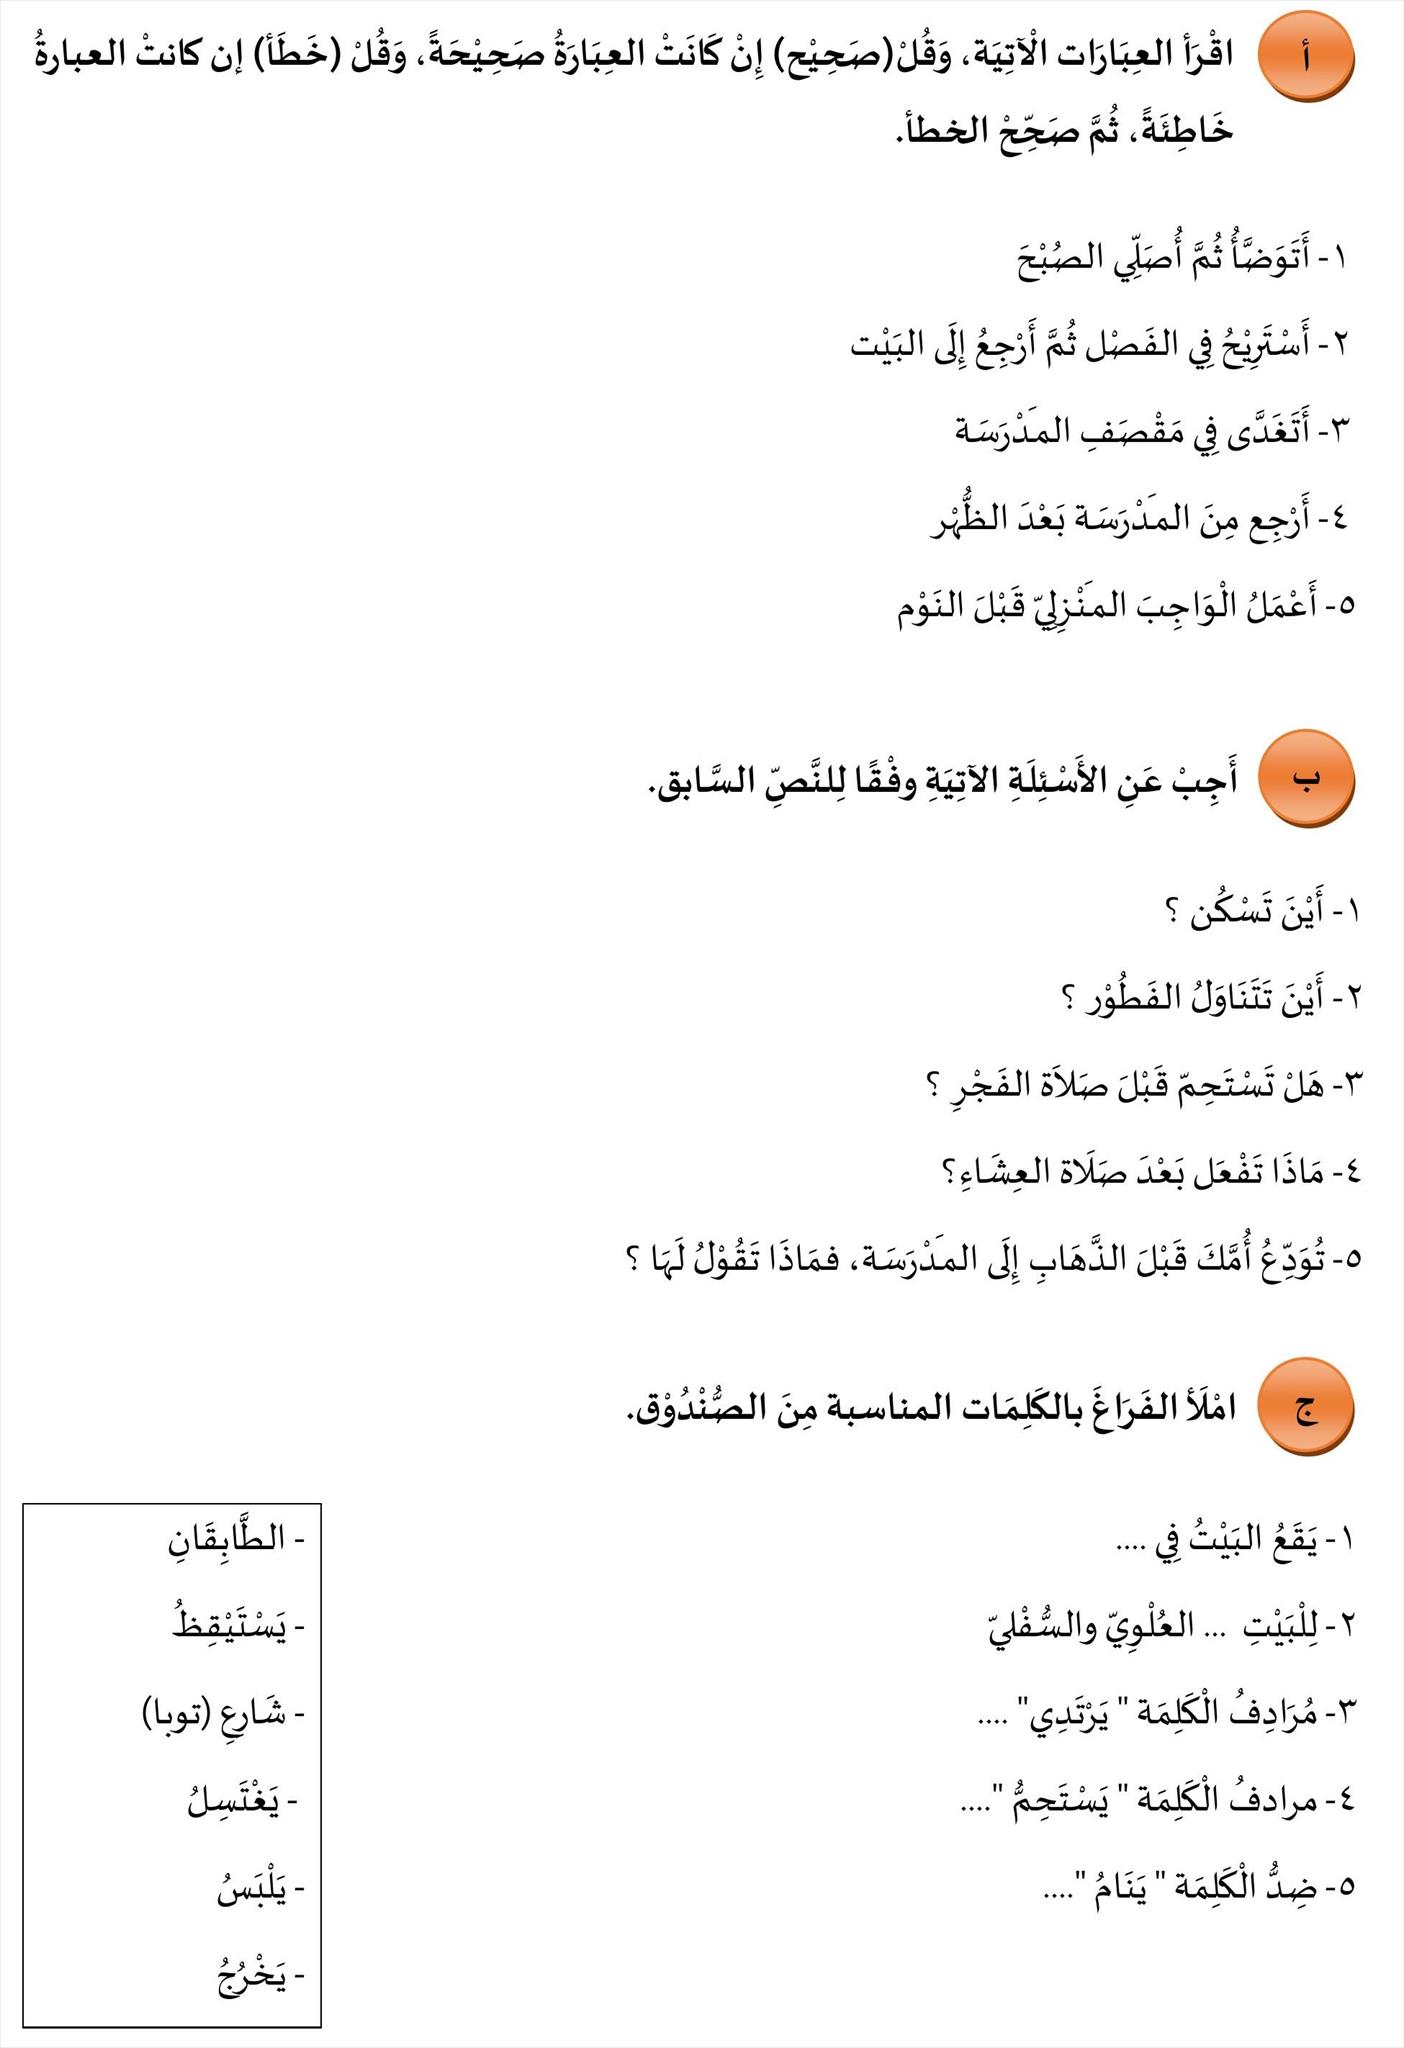 أ
اقْرَأ العِبَارَات الْآتِيَة، وَقُلْ(صَحِيْح) إِنْ كَانَتْ العِبَارَةُ صَحِيْحَةً، وَقُلْ (خَطَأ) إن كانتْ العبارةُ
خَاطِئَةً، ثُمَّ صَحِّحْ الخطأ.
١- أَتَوَضَّأُ ثُمَّ أُصَلِّي الصُبْحَ
٢- أَسْتَرِيْحُ فِي الفَصْل ثُمَّ أَرْجِعُ إِلَى البَيْت
٣- أَتَغَدَّى فِي مَقْصَفِ المَدْرَسَة
٤- أَرْجِع مِنَ المَدْرَسَة بَعْدَ الظُّهْر
٥- أَعْمَلُ الْوَاجِبَ المَنْزِلِيّ قَبْلَ النَوْم
ب
أَجِبْ عَنِ الأَسْئِلَةِ الآتِيَةِ وفْقًا لِلنَّصِّ السَّابق.
١- أَيْنَ تَسْكُن ؟
٢- أَيْنَ تَتَنَاوَلُ الفَطُوْر ؟
٣- هَلْ تَسْتَحِمّ قَبْلَ صَلاَة الفَجْرِ ؟
٤- مَاذَا تَفْعَل بَعْدَ صَلَاة العِشَاءِ؟
٥- تُوَدِّعُ أُمَّكَ قَبْلَ الذَّهَابِ إِلَى المَدْرَسَة، فمَاذَا تَقُوْلُ لَهَا ؟
ج
امْلَأ الفَرَاغَ بالكَلِمَات المناسبة مِنَ الصُّنْدُوْق.
١- يَقَعُ البَيْتُ فِي ....
٢- لِلْبَيْتِ ... العُلْوِيّ والسُّفْليّ
٣- مُرَادِفُ الْكَلِمَة " يَرْتَدِي" ....
٤- مرادفُ الْكَلِمَة " يَسْتَحِمُّ "....
٥- ضِدُّ الْكَلِمَة " يَنَامُ "....
- الطَّابِقَانِ
- يَسْتَيْقِظُ
- شَارعِ (توبا)
- يَغْتَسِلُ
- يَلْبَسُ
- يَخْرُجُ